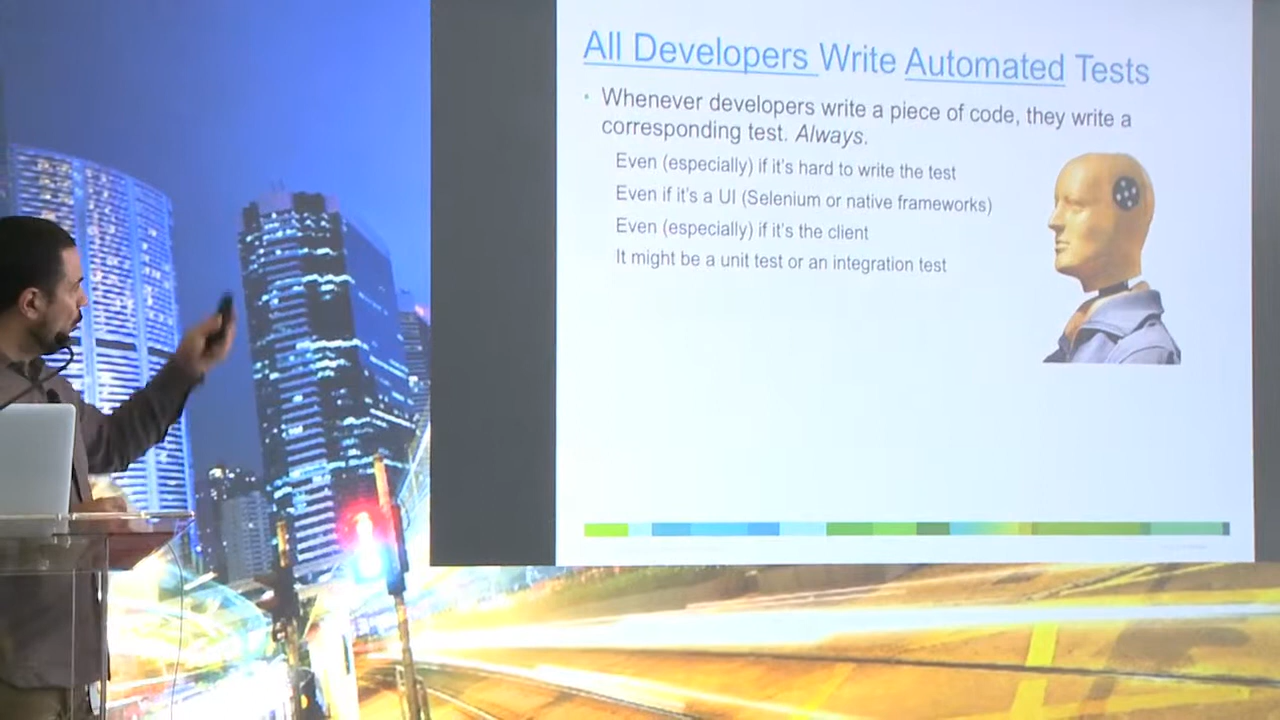 All Developers Write Automated Tests
Whenever developers write a piece of code, they write a
corresponding test. Always.
Even (especially) if it's hard to write the test
Even if it's a UI (Selenium or native frameworks)
Even (especially) if it's the client
It might be a unit test or an integration test